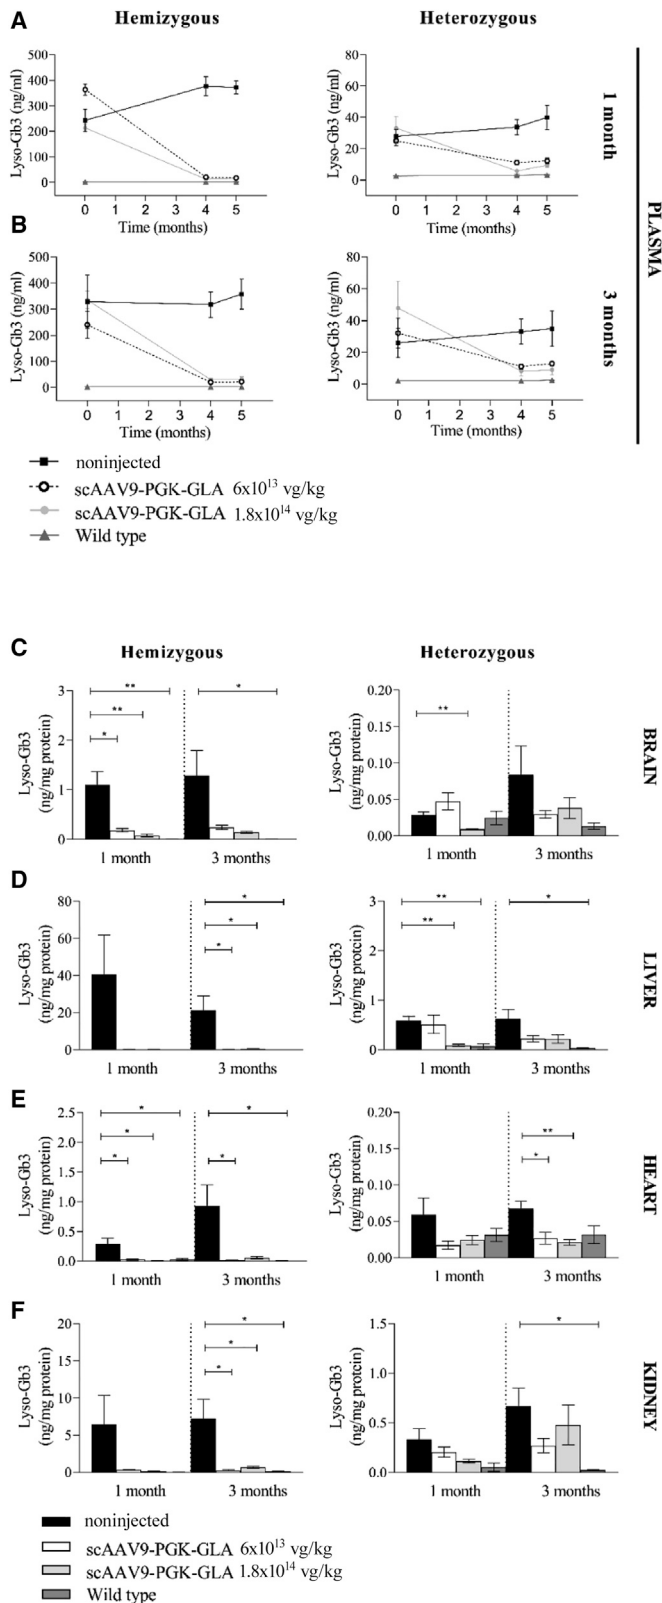 A
Hemizygous
Heterozygous
Lyso-Gb3 (ng/ml)
500
400
300
200
100
0
0 1 2 3 4 5
Time (months)
Lyso-Gb3 (ng/ml)
80
60
40
20
0
0 1 2 3 4 5
Time (months)
1 month
B
Lyso-Gb3 (ng/ml)
500
400
300
200
100
0
0 1 2 3 4 5
Time (months)
Lyso-Gb3 (ng/ml)
80
60
40
20
0
0 1 2 3 4 5
Time (months)
3 months
PLASMA
noninjected
scAAV9-PGK-GLA 6x10¹³ vg/kg
scAAV9-PGK-GLA 1.8x10¹⁴ vg/kg
Wild type
C
Hemizygous
Heterozygous
Lyso-Gb3
(ng/mg protein)
3
2
1
0
**
**
*
*
1 month 3 months
Lyso-Gb3
(ng/mg protein)
0.20
0.15
0.10
0.05
0.00
**
1 month 3 months
BRAIN
D
Lyso-Gb3
(ng/mg protein)
80
60
40
20
0
*
*
*
1 month 3 months
Lyso-Gb3
(ng/mg protein)
3
2
1
0
**
**
*
1 month 3 months
LIVER
E
Lyso-Gb3
(ng/mg protein)
2.5
2.0
1.5
1.0
0.5
0.0
*
*
*
*
*
1 month 3 months
Lyso-Gb3
(ng/mg protein)
0.20
0.15
0.10
0.05
0.00
**
*
1 month 3 months
HEART
F
Lyso-Gb3
(ng/mg protein)
20
15
10
5
0
*
*
*
1 month 3 months
Lyso-Gb3
(ng/mg protein)
1.5
1.0
0.5
0.0
*
1 month 3 months
KIDNEY
noninjected
scAAV9-PGK-GLA 6x10¹³ vg/kg
scAAV9-PGK-GLA 1.8x10¹⁴ vg/kg
Wild type